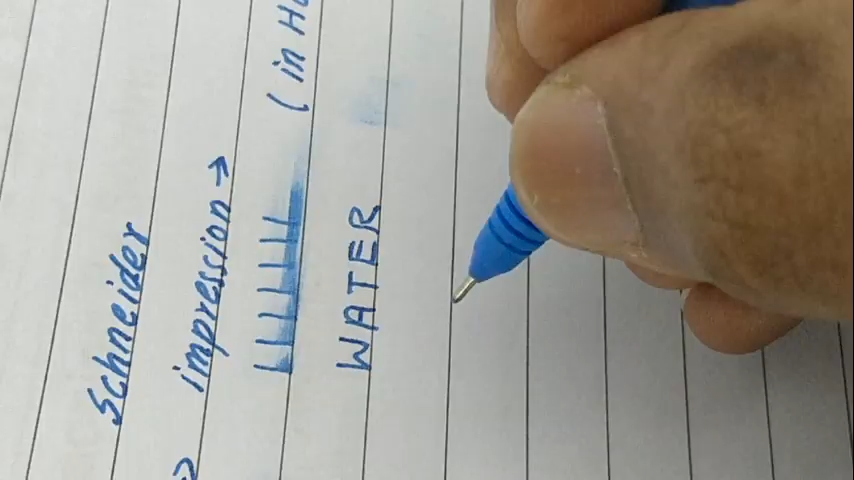 Schneider
impression →
( in
WATER